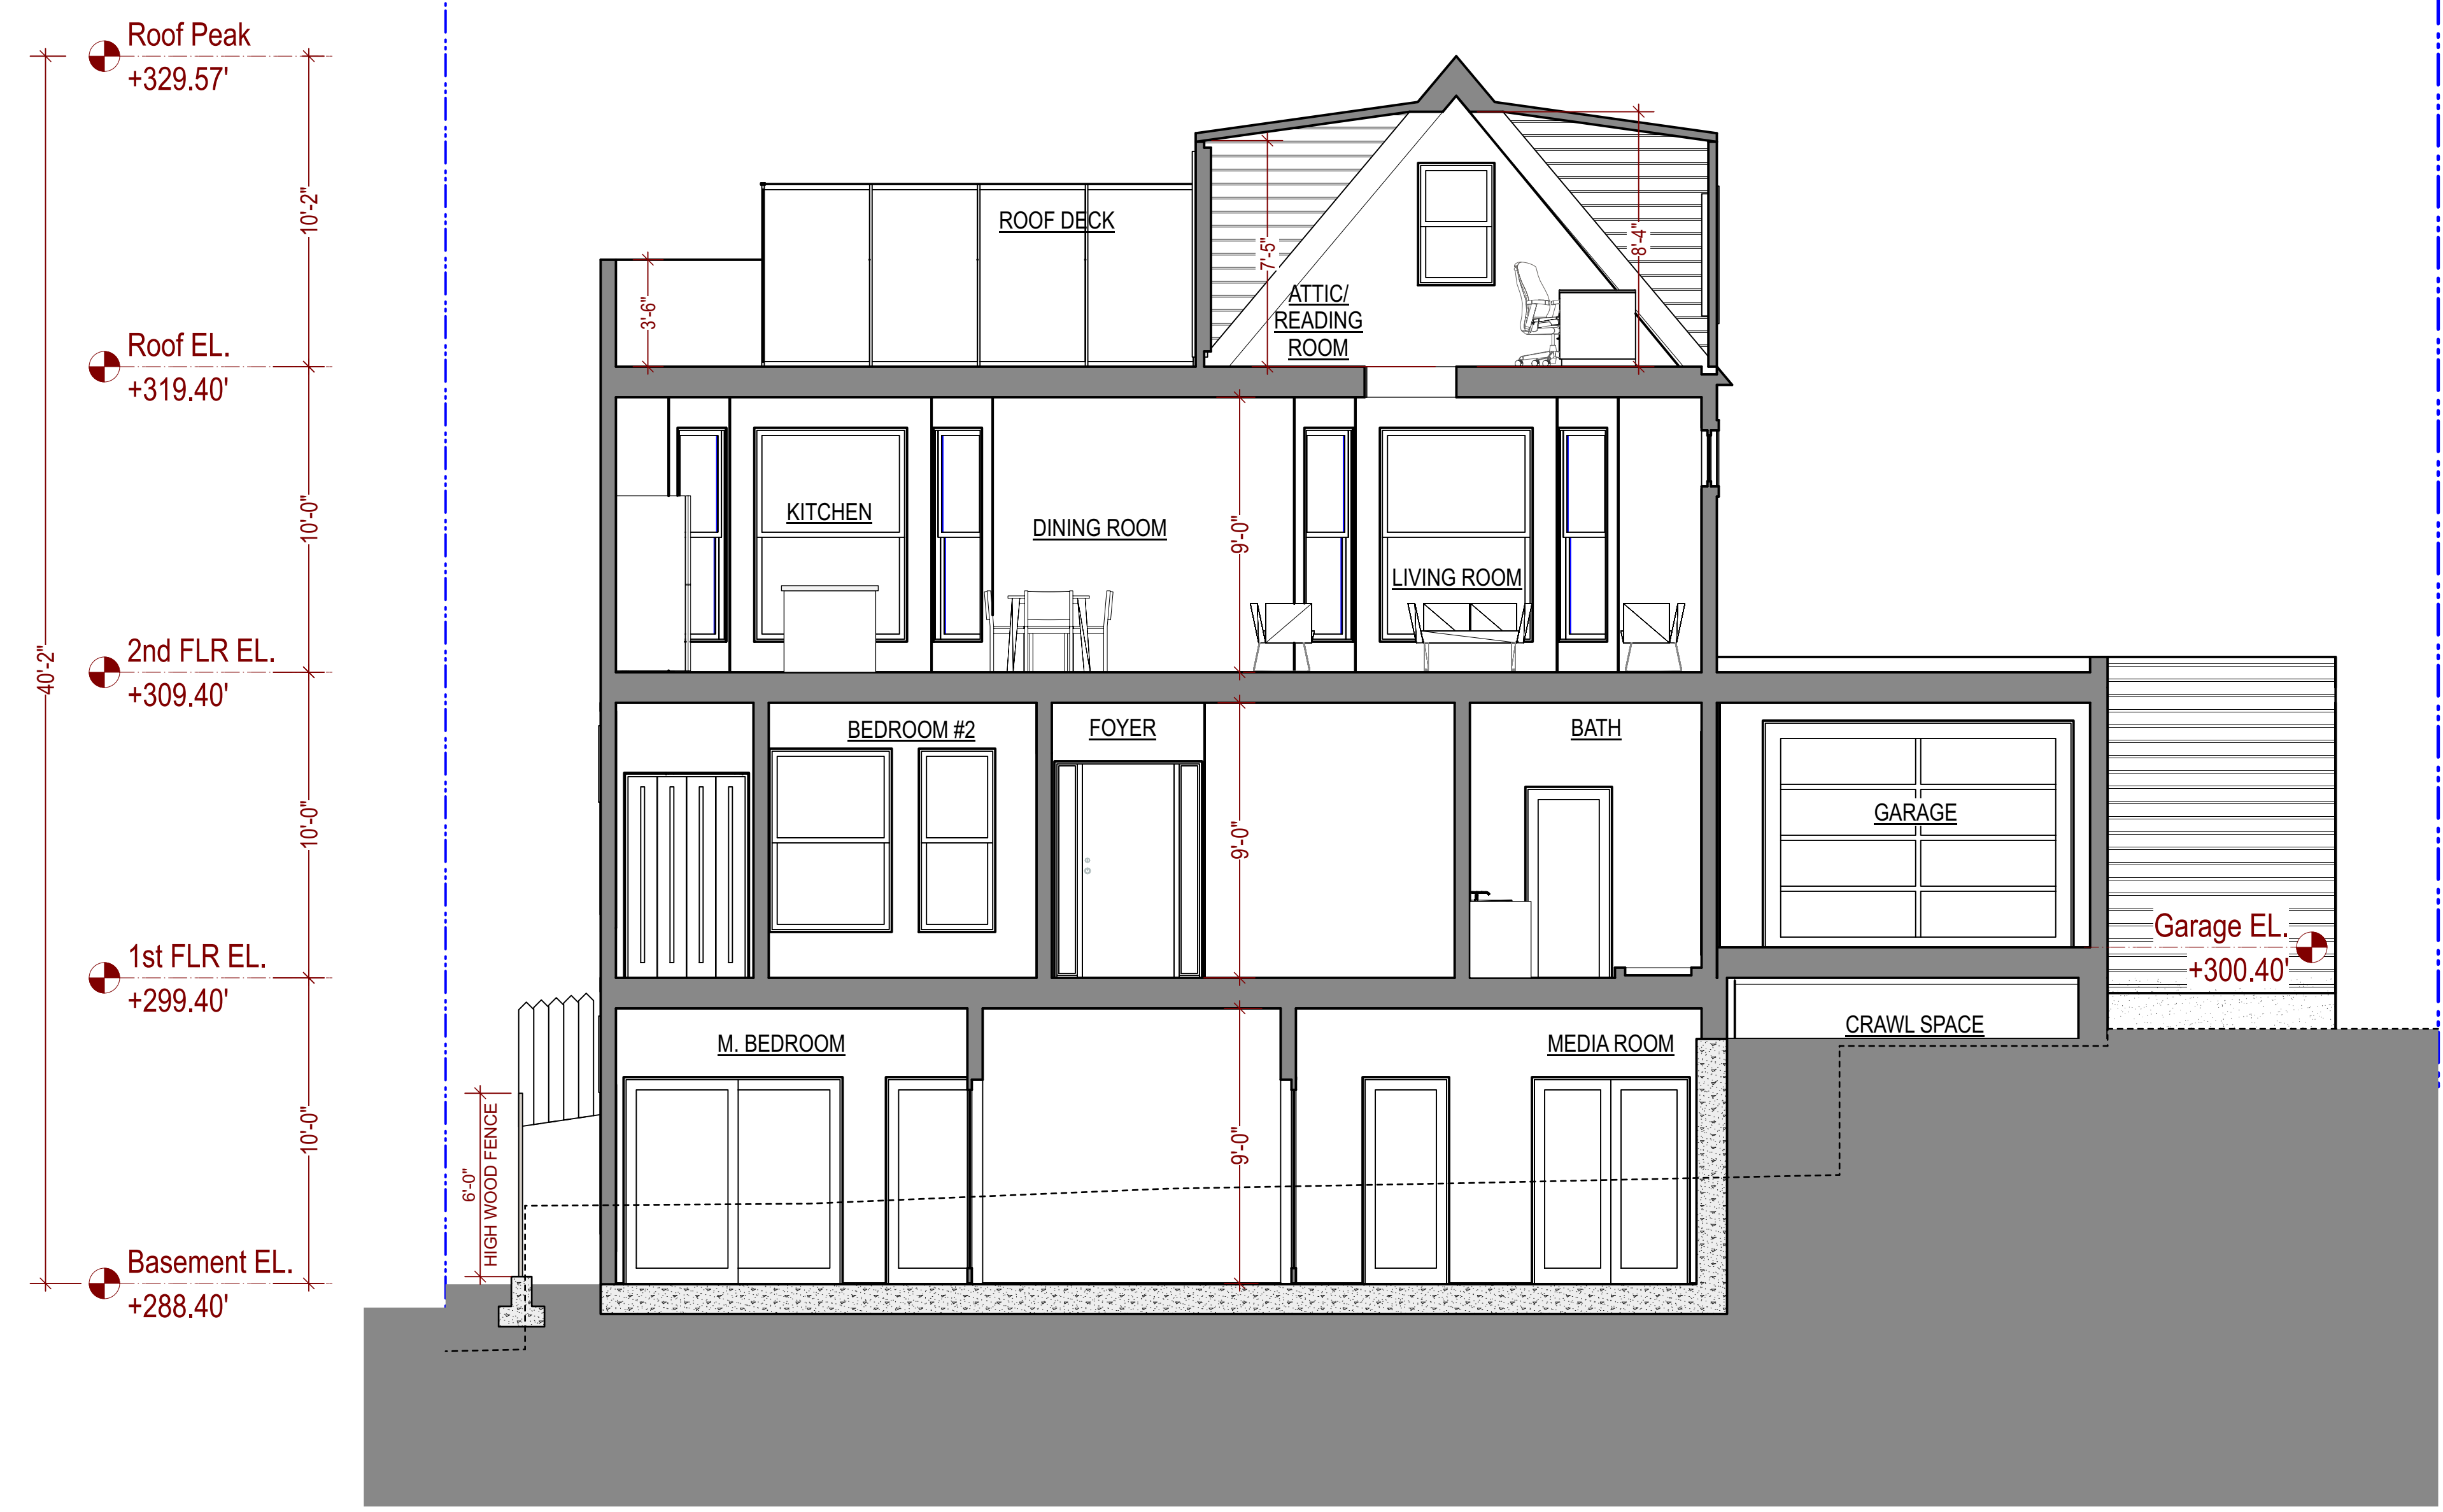 Roof Peak
+329.57'
10'-2"
ROOF DECK
7'-5"
8'-4"
3'-6"
ATTIC/
READING
ROOM
Roof EL.
+319.40'
10'-0"
KITCHEN
DINING ROOM
9'-0"
LIVING ROOM
40'-2"
2nd FLR EL.
+309.40'
BEDROOM #2
FOYER
BATH
10'-0"
9'-0"
GARAGE
Garage EL.
+300.40'
1st FLR EL.
+299.40'
CRAWL SPACE
M. BEDROOM
MEDIA ROOM
10'-0"
9'-0"
6'-0"
HIGH WOOD FENCE
Basement EL.
+288.40'